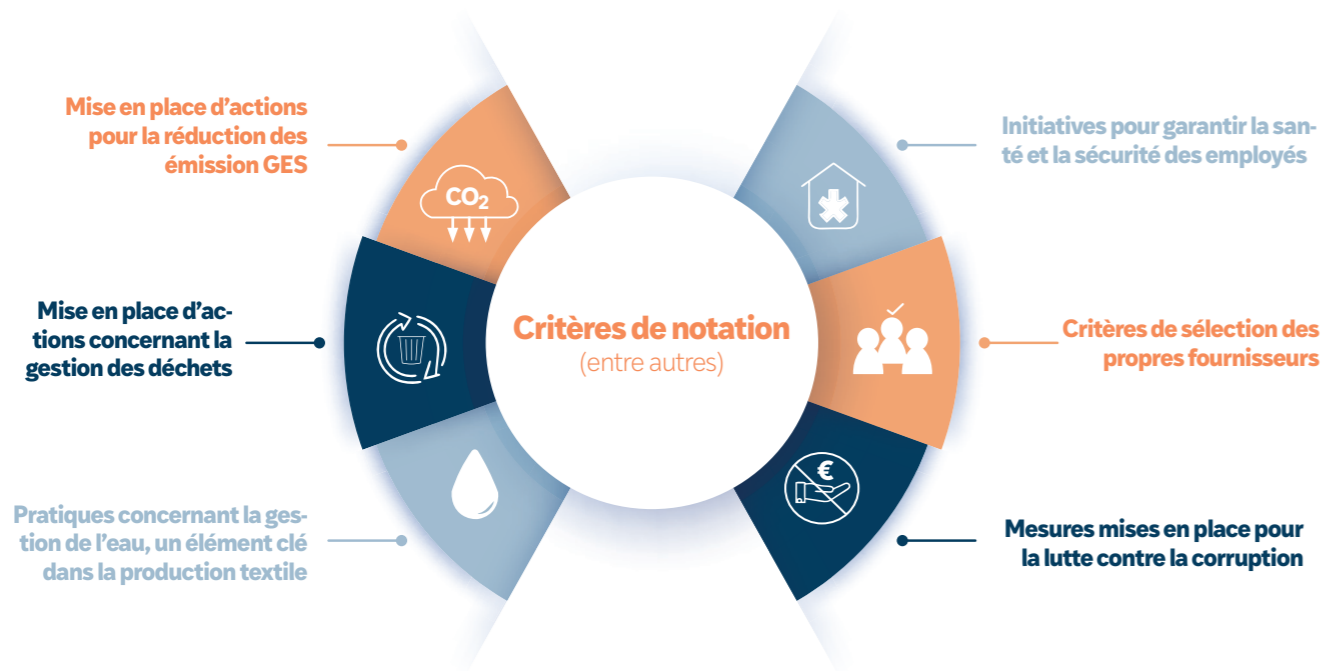 Mise en place d’actions
pour la réduction des
émission GES
CO₂
Mise en place d’ac-
tions concernant la
gestion des déchets
Pratiques concernant la ges-
tion de l’eau, un élément clé
dans la production textile
Critères de notation
(entre autres)
Initiatives pour garantir la san-
té et la sécurité des employés
Critères de sélection des
propres fournisseurs
€
Mesures mises en place pour
la lutte contre la corruption